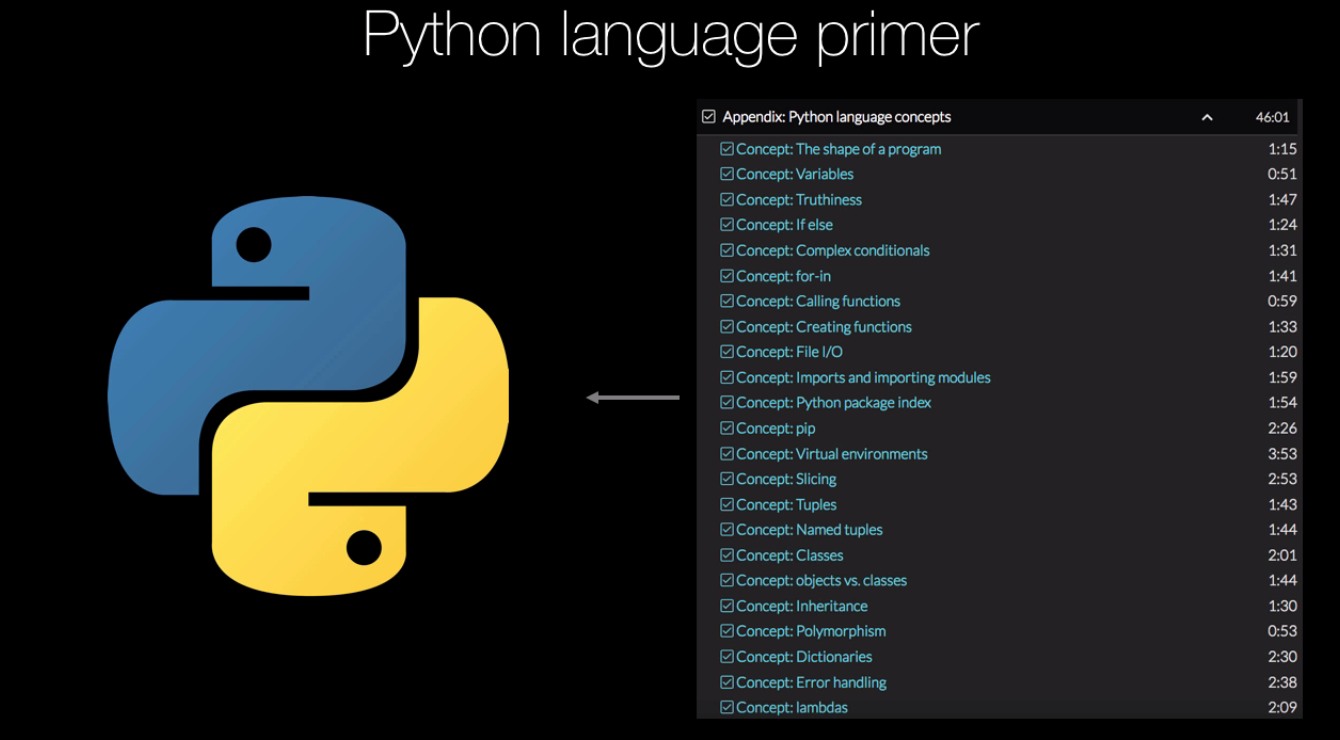 Python language primer
Appendix: Python language concepts 46:01
Concept: The shape of a program 1:15
Concept: Variables 0:51
Concept: Truthiness 1:47
Concept: If else 1:24
Concept: Complex conditionals 1:31
Concept: for-in 1:41
Concept: Calling functions 0:59
Concept: Creating functions 1:33
Concept: File I/O 1:20
Concept: Imports and importing modules 1:59
Concept: Python package index 1:54
Concept: pip 2:26
Concept: Virtual environments 3:53
Concept: Slicing 2:53
Concept: Tuples 1:43
Concept: Named tuples 1:44
Concept: Classes 2:01
Concept: objects vs. classes 1:44
Concept: Inheritance 1:30
Concept: Polymorphism 0:53
Concept: Dictionaries 2:30
Concept: Error handling 2:38
Concept: lambdas 2:09